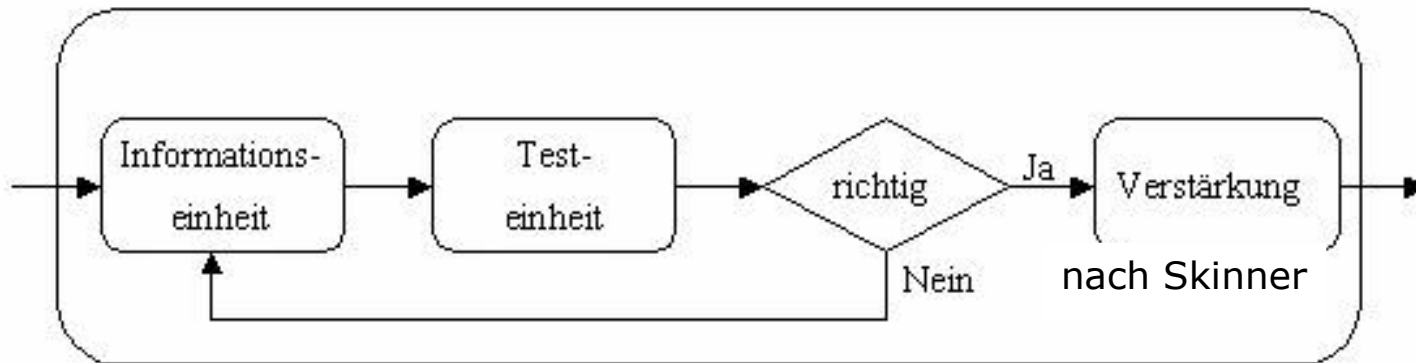 Informations-
einheit
Test-
einheit
richtig
Ja
Verstärkung
Nein
nach Skinner